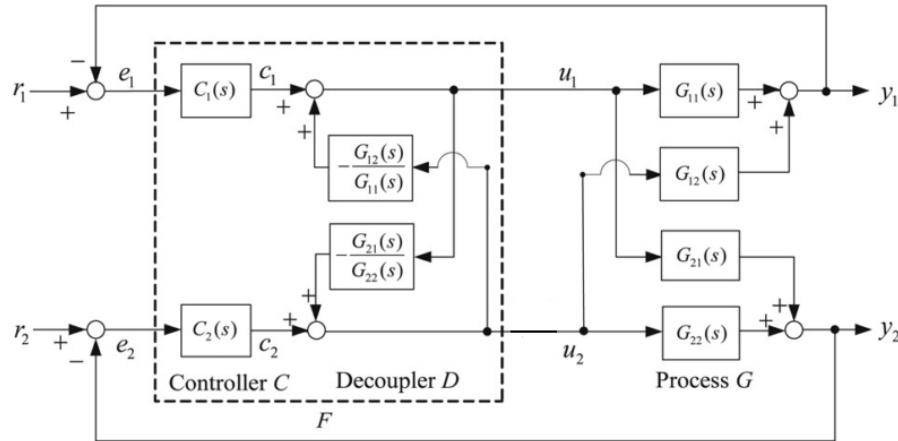 r₁ + − e₁ C₁(s) c₁ + + u₁ G₁₁(s) + + y₁
−G₁₂(s)/G₁₁(s) G₁₂(s)
−G₂₁(s)/G₂₂(s) G₂₁(s)
r₂ + − e₂ C₂(s) c₂ + + u₂ G₂₂(s) + + y₂
Controller C Decoupler D Process G
F